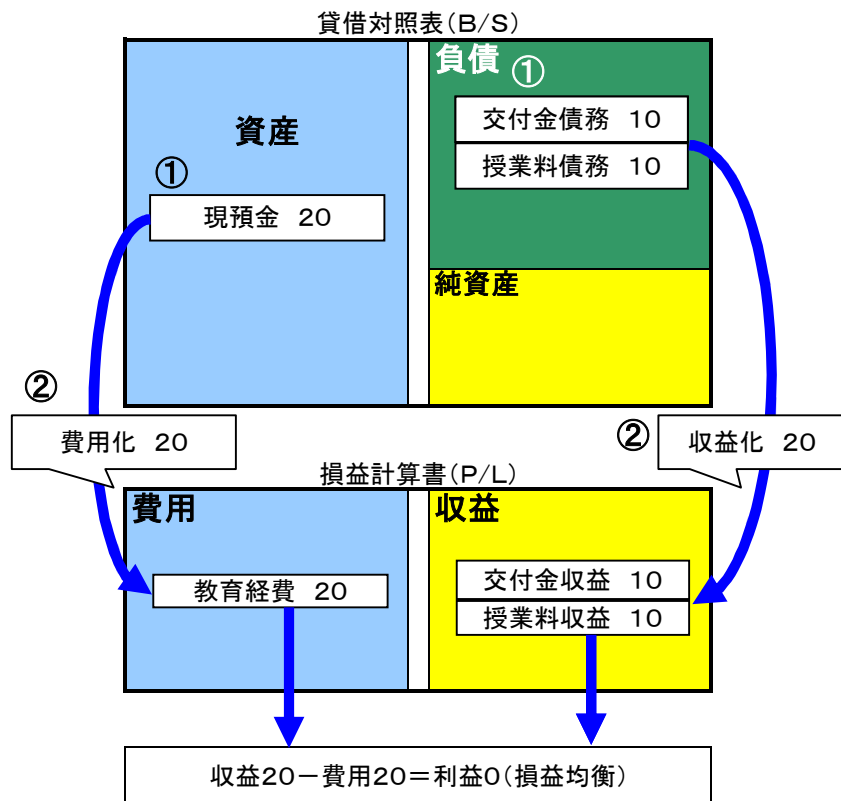 貸借対照表(B/S)
負債
①
交付金債務 10
授業料債務 10
資産
①
現預金 20
純資産
②
費用化 20
②
収益化 20
損益計算書(P/L)
費用
収益
教育経費 20
交付金収益 10
授業料収益 10
収益20-費用20=利益0(損益均衡)